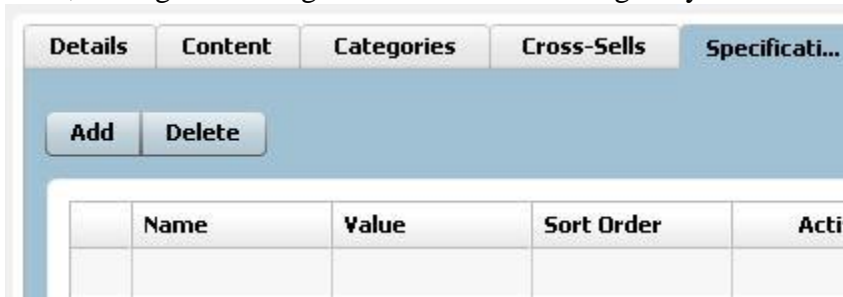 Details Content Categories Cross-Sells Specificati...
Add Delete
Name Value Sort Order Acti